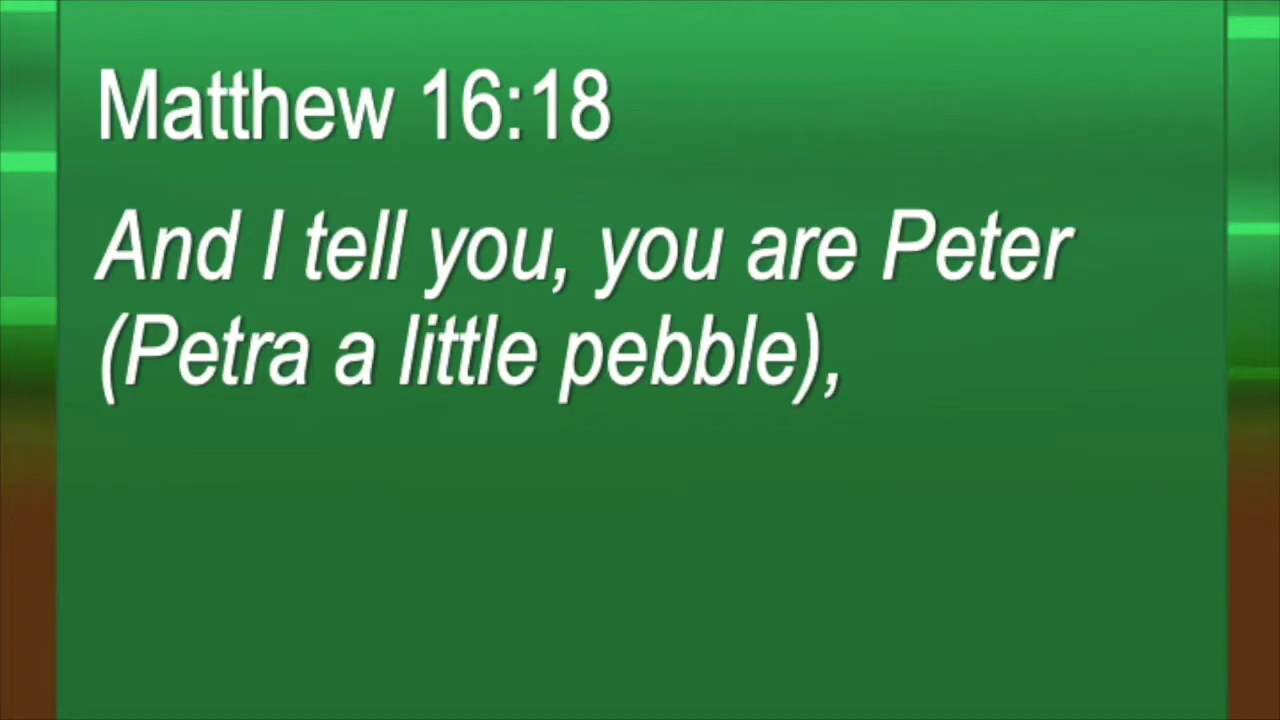 Matthew 16:18
And I tell you, you are Peter
(Petra a little pebble),